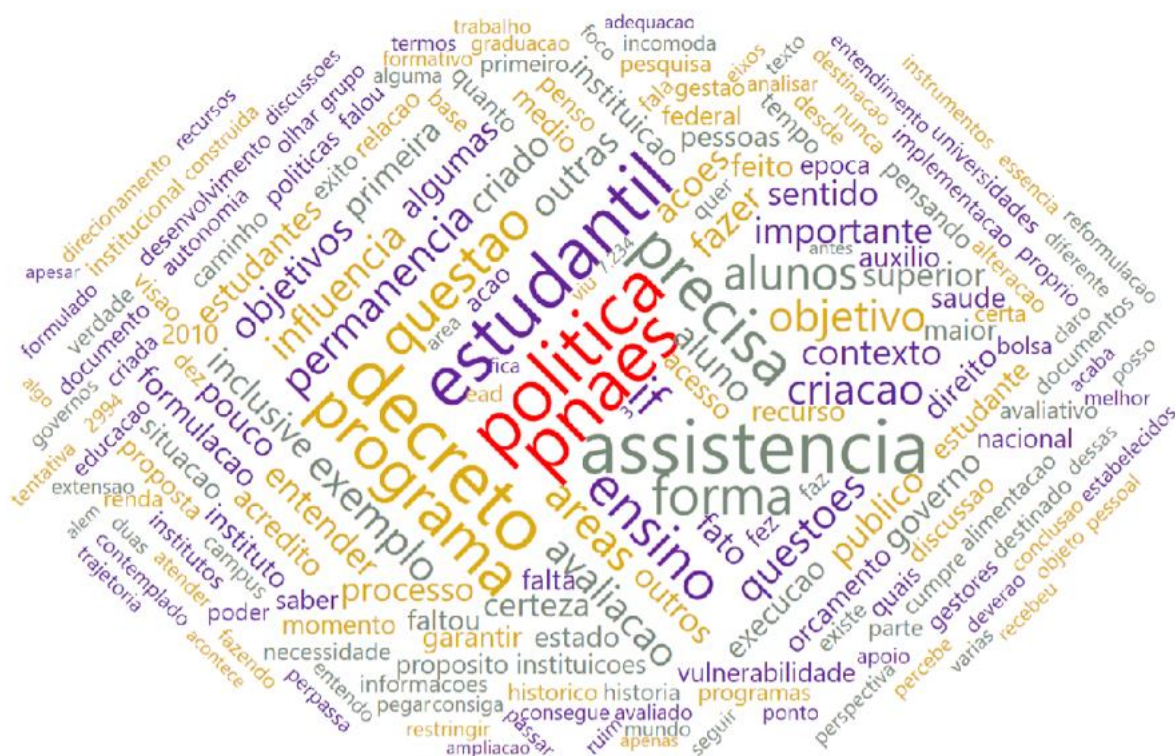 politica
pnaes
estudantil
decreto
programa
assistencia
precisa
questao
ensino
forma
if
areas
alunos
aluno
permanencia
objetivos
influencia
criado
outras
algumas
primeira
estudantes
inclusive
exemplo
avaliacao
outros
questoes
criacao
contexto
objetivo
importante
sentido
superior
fazer
acoes
feito
epoca
auxilio
antes
quer
7.234
viu
acao
area
fica
ead
em
acesso
recurso
maior
saude
certa
direito
bolsa
publico
governo
estudante
avaliativo
nacional
fato
fez
faz
orcamento
execucao
discussao
quais
existe
cumpre
alimentacao
parte
apoio
vulnerabilidade
programas
ponto
seguir
perspectiva
varias
percebe
recebeu
gestores
deverao
destinado
conclusao
objeto
pessoal
dessas
estabelecidos
documentos
acaba
melhor
posso
claro
reformulacao
diferente
proprio
alteracao
essencia
instrumentos
universidades
implementacao
entendimento
destinacao
nunca
pensando
desde
tempo
texto
analisar
eixos
gestao
federal
pessoas
fala
pesquisa
incomoda
adequacao
foco
instituicao
medio
penso
primeiro
graduacao
trabalho
termos
formativo
alguma
quanto
base
relacao
falou
exito
politicas
grupo
olhar
discussoes
desenvolvimento
recursos
construida
institucional
direcionamento
autonomia
caminho
apesar
visao
verdade
2010
documento
formulado
algo
governos
criada
dez
pouco
formulacao
situacao
educacao
2994
tentativa
proposta
extensao
renda
entender
acredito
instituto
institutos
campus
duas
alem
atender
contemplado
trajetoria
poder
saber
processo
falta
certeza
faltou
momento
garantir
estado
necessidade
proposito
instituicoes
informacoes
entendo
fazendo
acontece
perpassa
pegar
consiga
historico
historia
consegue
avaliado
restringir
passar
ruim
mundo
ampliacao
apenas